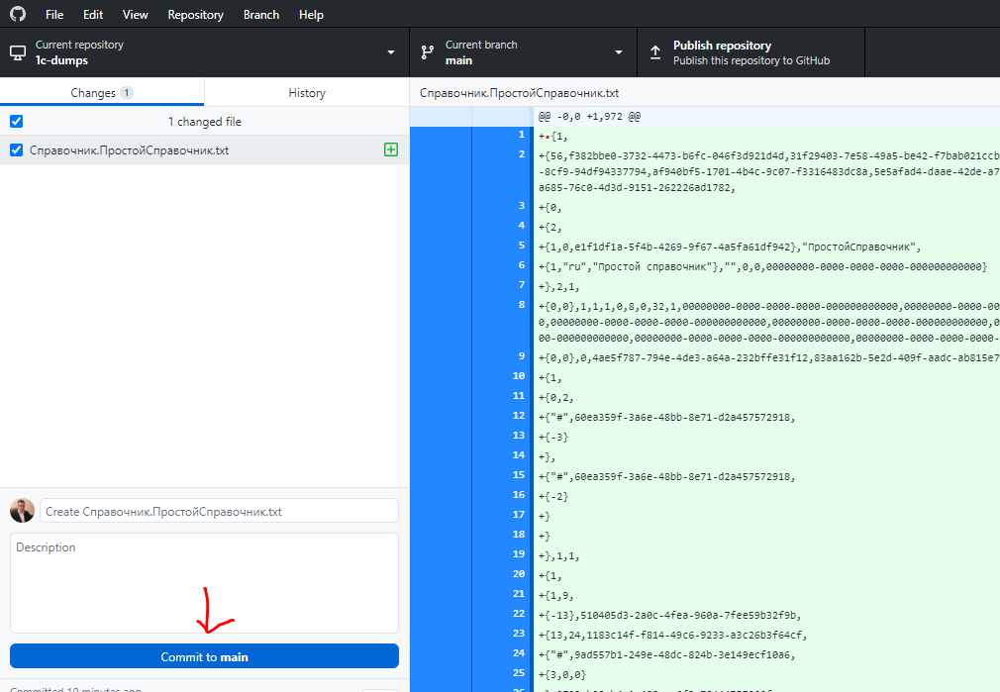 File Edit View Repository Branch Help
Current repository
1c-dumps
Current branch
main
Publish repository
Publish this repository to GitHub
Changes 1 History
1 changed file
Справочник.ПростойСправочник.txt
Create Справочник.ПростойСправочник.txt
Description
Commit to main
Committed 10 minutes ago
Справочник.ПростойСправочник.txt
@@ -0,0 +1,972 @@
1 +{1,
2 +{56,f382bbe0-3732-4473-b6fc-046f3d921d4d,31f29403-7e58-49a5-be42-f7bab021ccb
-8cf9-94df94337794,af940bf5-1701-4b4c-9c07-f3316483dc8a,5e5afad4-daae-42de-a7
a685-76c0-4d3d-9151-262226ad1782,
3 +{0,
4 +{2,
5 +{1,0,e1f1df1a-5f4b-4269-9f67-4a5fa61df942},"ПростойСправочник",
6 +{1,"ru","Простой справочник"},"",0,0,00000000-0000-0000-0000-000000000000}
7 +},2,1,
8 +{0,0},1,1,1,0,8,0,32,1,00000000-0000-0000-0000-000000000000,00000000-0000-00
0,00000000-0000-0000-0000-000000000000,00000000-0000-0000-0000-000000000000,0
00-000000000000,00000000-0000-0000-0000-000000000000,00000000-0000-0000-0000-
9 +{0,0},0,4ae5f787-794e-4de3-a64a-232bffe31f12,83aa162b-5e2d-409f-aadc-ab815e7
10 +{1,
11 +{0,2,
12 +{"#",60ea359f-3a6e-48bb-8e71-d2a457572918,
13 +{-3}
14 +},
15 +{"#",60ea359f-3a6e-48bb-8e71-d2a457572918,
16 +{-2}
17 +}
18 +}
19 +},1,1,
20 +{1,
21 +{1,9,
22 +{-13},510405d3-2a0c-4fea-960a-7fee59b32f9b,
23 +{13,24,1183c14f-f814-49c6-9233-a3c26b3f64cf,
24 +{"#",9ad557b1-249e-48dc-824b-3e149ecf10a6,
25 +{3,0,0}
26